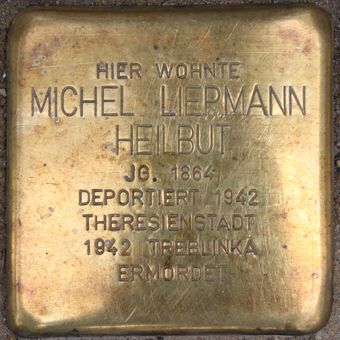 HIER WOHNTE
MICHEL LIEPMANN
HEILBUT
JG. 1864
DEPORTIERT 1942
THERESIENSTADT
1942 TREBLINKA
ERMORDET